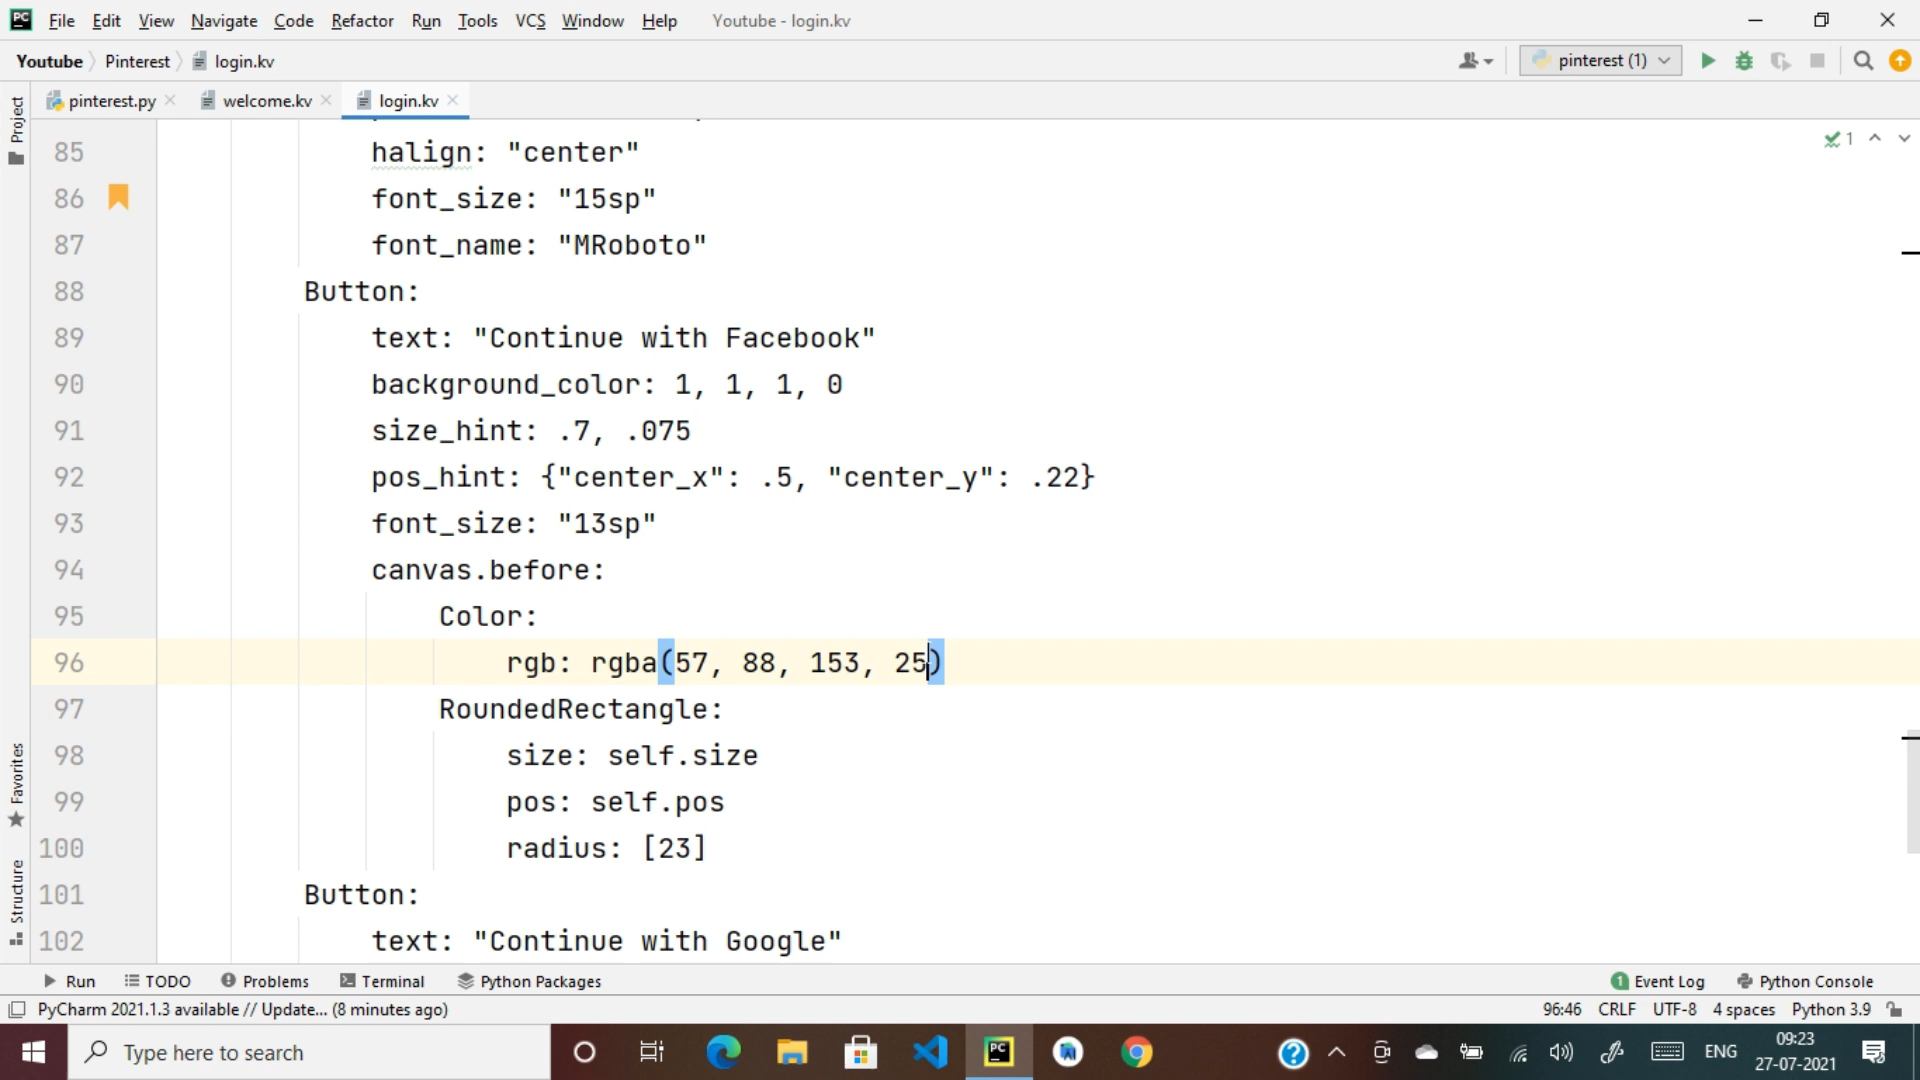 PC File Edit View Navigate Code Refactor Run Tools VCS Window Help Youtube - login.kv
Youtube Pinterest login.kv pinterest (1)
pinterest.py welcome.kv login.kv
Project
1
85 halign: "center"
86 font_size: "15sp"
87 font_name: "MRoboto"
88 Button:
89 text: "Continue with Facebook"
90 background_color: 1, 1, 1, 0
91 size_hint: .7, .075
92 pos_hint: {"center_x": .5, "center_y": .22}
93 font_size: "13sp"
94 canvas.before:
95 Color:
96 rgb: rgba(57, 88, 153, 25)
97 RoundedRectangle:
98 size: self.size
99 pos: self.pos
100 radius: [23]
101 Button:
102 text: "Continue with Google"
Favorites
Structure
Run TODO Problems Terminal Python Packages 1 Event Log Python Console
PyCharm 2021.1.3 available // Update... (8 minutes ago) 96:46 CRLF UTF-8 4 spaces Python 3.9
Type here to search PC ENG 09:23
27-07-2021